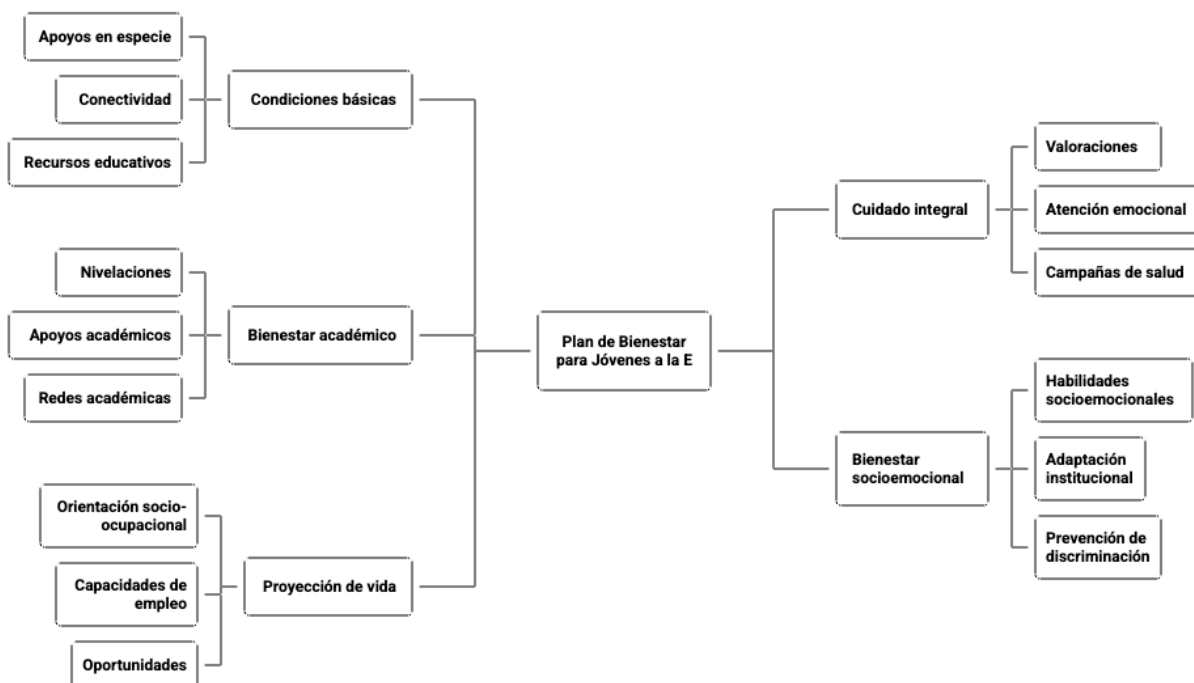 Apoyos en especie
Conectividad
Recursos educativos
Condiciones básicas
Nivelaciones
Apoyos académicos
Redes académicas
Bienestar académico
Orientación socio-
ocupacional
Capacidades de
empleo
Oportunidades
Proyección de vida
Plan de Bienestar
para Jóvenes a la E
Cuidado integral
Valoraciones
Atención emocional
Campañas de salud
Bienestar
socioemocional
Habilidades
socioemocionales
Adaptación
institucional
Prevención de
discriminación